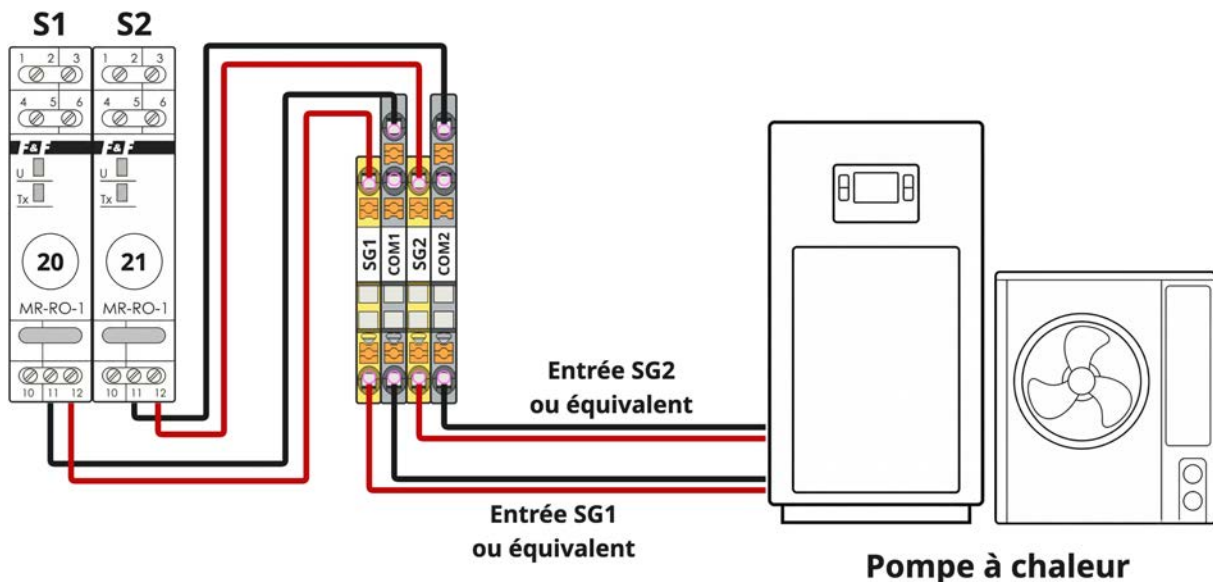 S1 S2
1 2 3 1 2 3
4 5 6 4 5 6
F&F F&F
U U
Tx Tx
20 21
MR-RO-1 MR-RO-1
10 11 12 10 11 12
SG1 COM1 SG2 COM2
Entrée SG2
ou équivalent
Entrée SG1
ou équivalent
Pompe à chaleur